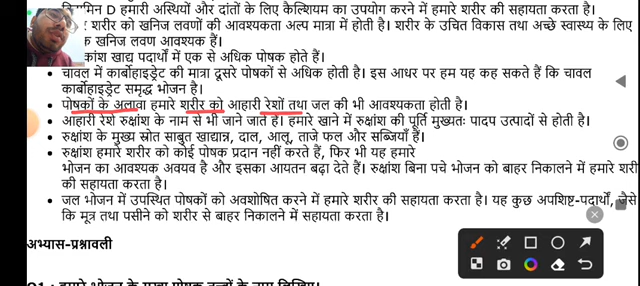 विटामिन D हमारी अस्थियों और दांतों के लिए कैल्शियम का उपयोग करने में हमारे शरीर की सहायता करता है।
शरीर को खनिज लवणों की आवश्यकता अल्प मात्रा में होती है। शरीर के उचित विकास तथा अच्छे स्वास्थ्य के लिए
खनिज लवण आवश्यक हैं।
खाद्य पदार्थों में एक से अधिक पोषक होते हैं।
चावल में कार्बोहाइड्रेट की मात्रा दूसरे पोषकों से अधिक होती है। इस आधर पर हम यह कह सकते हैं कि चावल
कार्बोहाइड्रेट समृद्ध भोजन है।
पोषकों के अलावा हमारे शरीर को आहारी रेशों तथा जल की भी आवश्यकता होती है।
आहारी रेशे रुक्षांश के नाम से भी जाने जाते हैं। हमारे खाने में रुक्षांश की पूर्ति मुख्यतः पादप उत्पादों से होती है।
रुक्षांश के मुख्य स्रोत साबुत खाद्यान्न, दाल, आलू, ताजे फल और सब्जियाँ हैं।
रुक्षांश हमारे शरीर को कोई पोषक प्रदान नहीं करते हैं, फिर भी यह हमारे
भोजन का आवश्यक अवयव है और इसका आयतन बढ़ा देते हैं। रुक्षांश बिना पचे भोजन को बाहर निकालने में हमारे शरीर
की सहायता करता है।
जल भोजन में उपस्थित पोषकों को अवशोषित करने में हमारे शरीर की सहायता करता है। यह कुछ अपशिष्ट-पदार्थों, जैसे
कि मूत्र तथा पसीने को शरीर से बाहर निकालने में सहायता करता है।
अभ्यास-प्रश्नावली